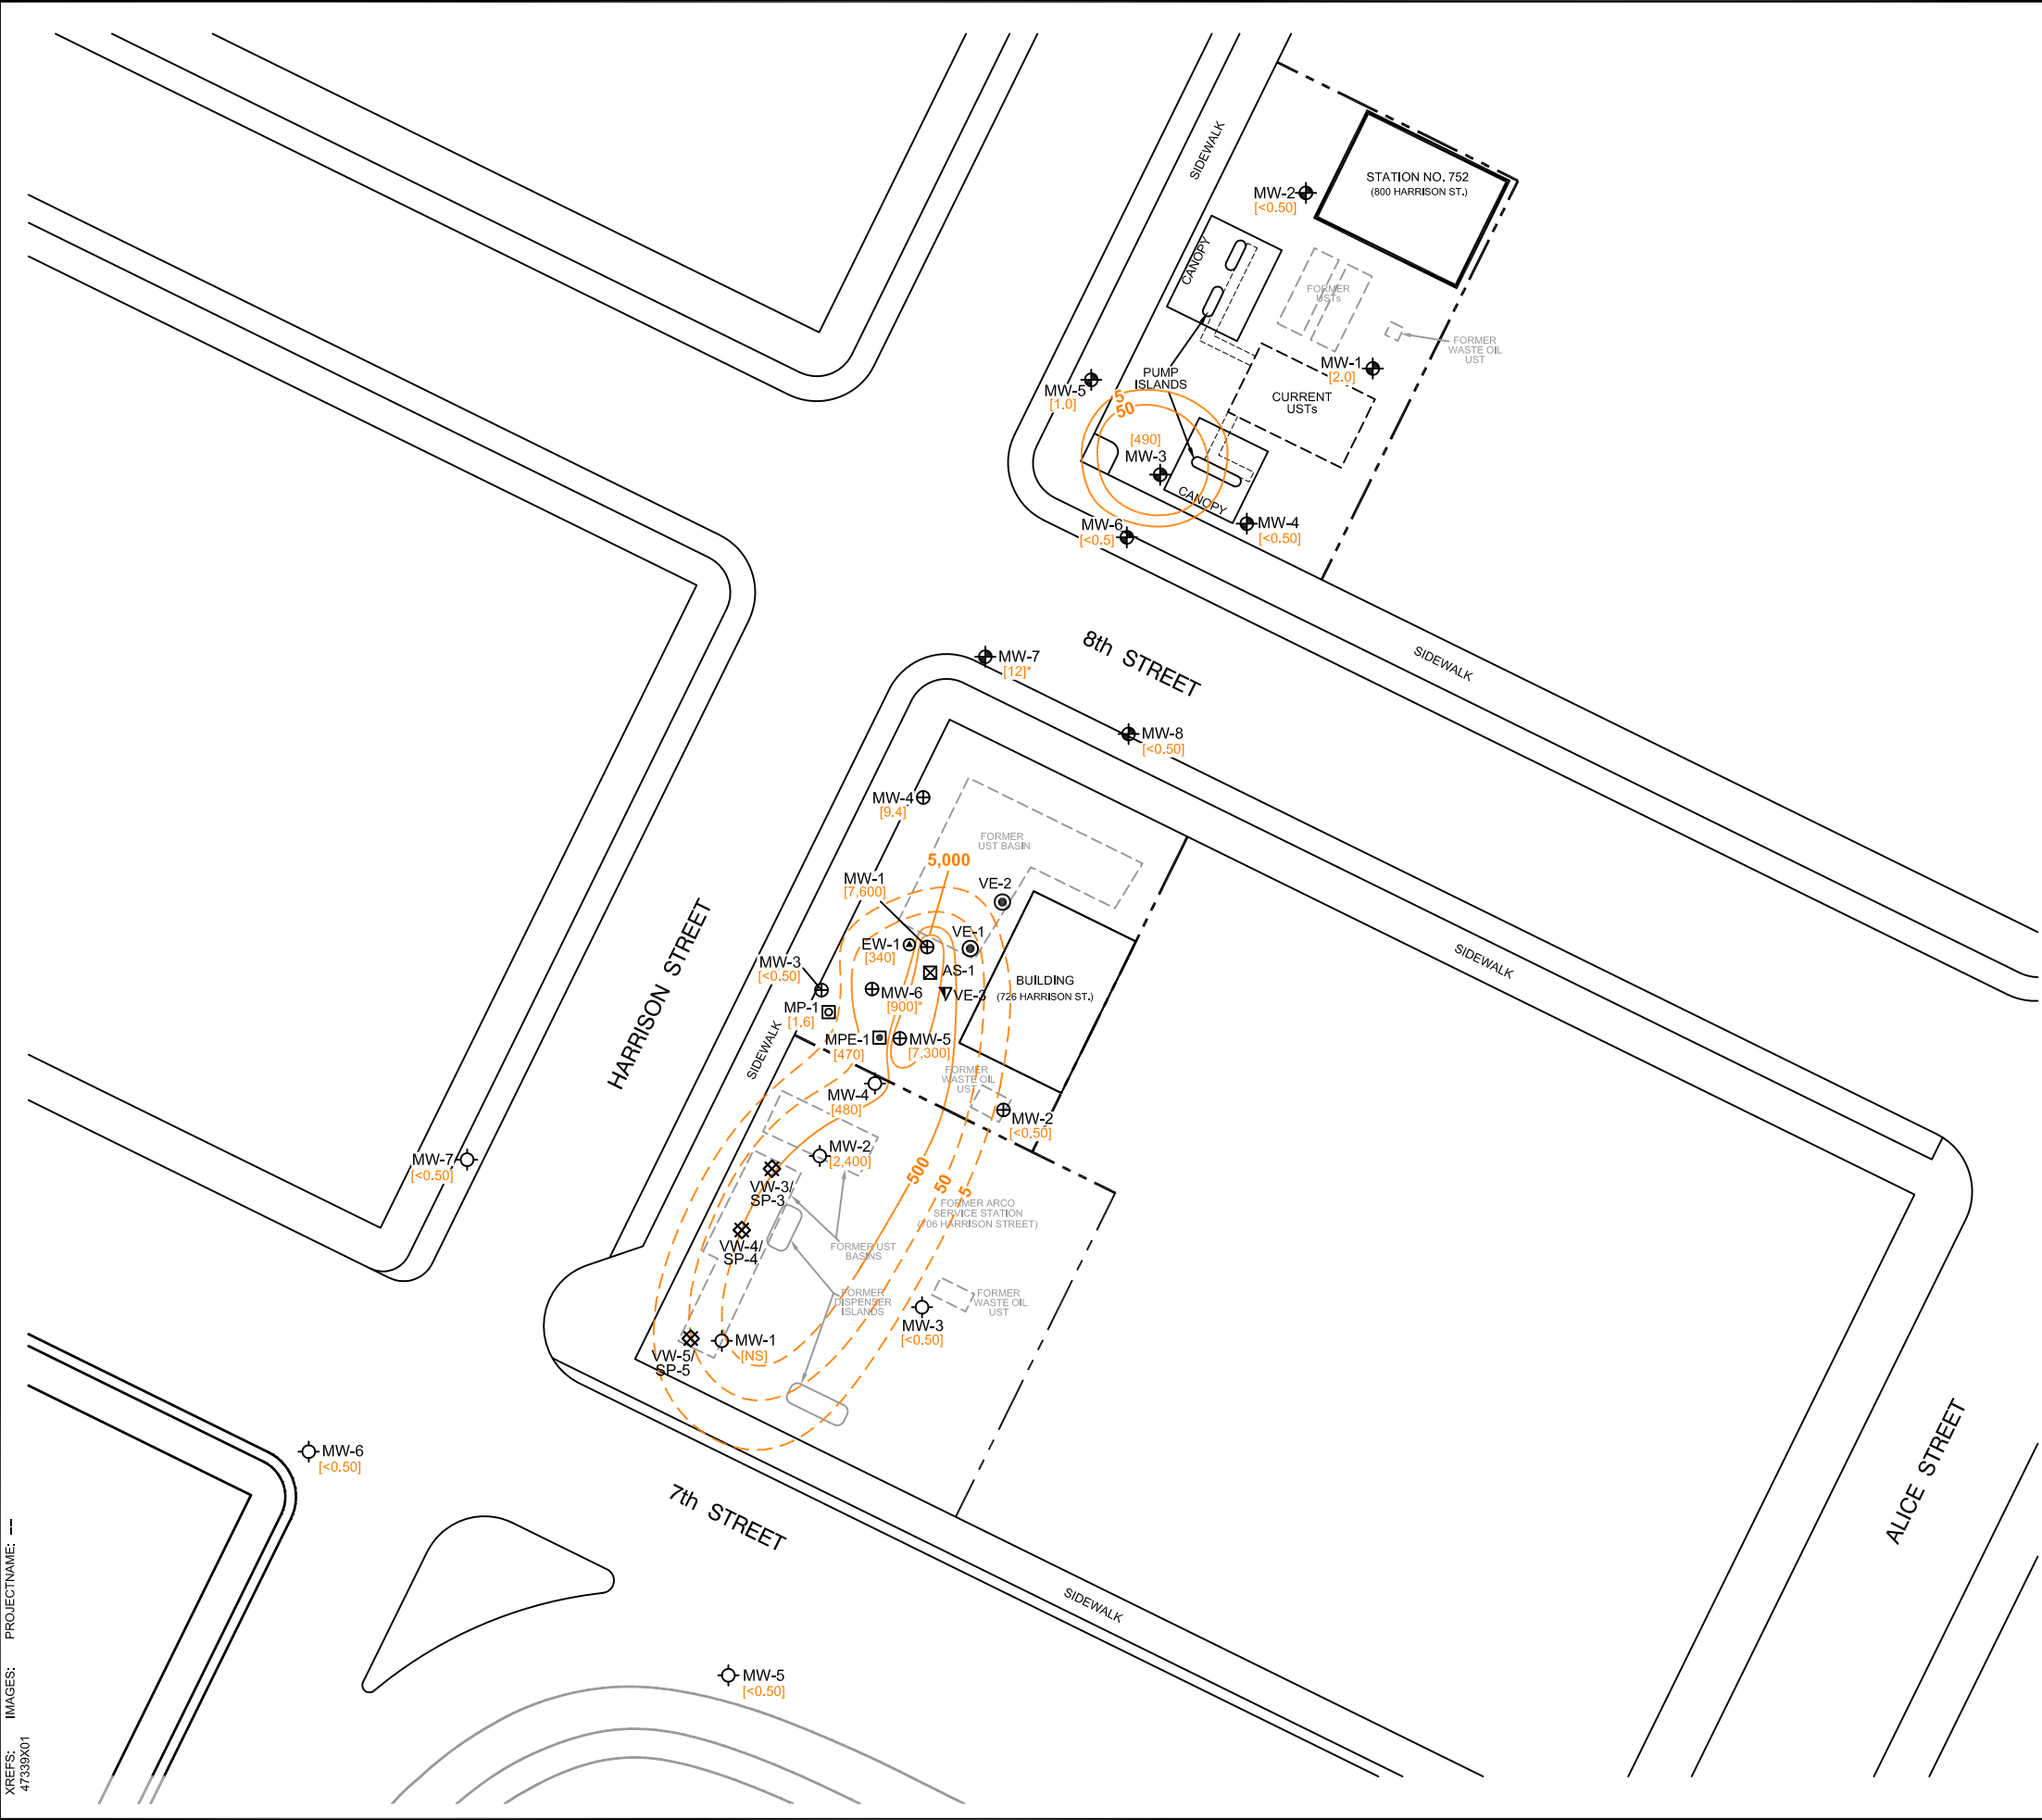 SIDEWALK
STATION NO. 752
(800 HARRISON ST.)
MW-2
[<0.50]
CANOPY
FORMER
USTs
FORMER
WASTE OIL
UST
MW-1
[2.0]
PUMP
ISLANDS
MW-5
[1.0]
CURRENT
USTs
5
50
[490]
MW-3
CANOPY
MW-6
[<0.5]
MW-4
[<0.50]
8th STREET
SIDEWALK
MW-7
[12]*
MW-8
[<0.50]
MW-4
[9.4]
FORMER
UST BASIN
5,000
MW-1
[7,600]
VE-2
HARRISON STREET
EW-1
[340]
VE-1
SIDEWALK
MW-3
[<0.50]
AS-1
BUILDING
(726 HARRISON ST.)
MW-6
[900]*
VE-3
MP-1
[1.6]
SIDEWALK
MPE-1
[470]
MW-5
[7,300]
FORMER
WASTE OIL
UST
MW-4
[480]
MW-2
[<0.50]
MW-2
[2,400]
MW-7
[<0.50]
500
50
5
VW-3/
SP-3
FORMER ARCO
SERVICE STATION
(706 HARRISON STREET)
VW-4/
SP-4
FORMER UST
BASINS
FORMER
DISPENSER
ISLANDS
FORMER
WASTE OIL
UST
MW-3
[<0.50]
MW-1
[NS]
VW-5/
SP-5
MW-6
[<0.50]
7th STREET
ALICE STREET
SIDEWALK
MW-5
[<0.50]
XREFS: IMAGES: PROJECTNAME: --
47339X01